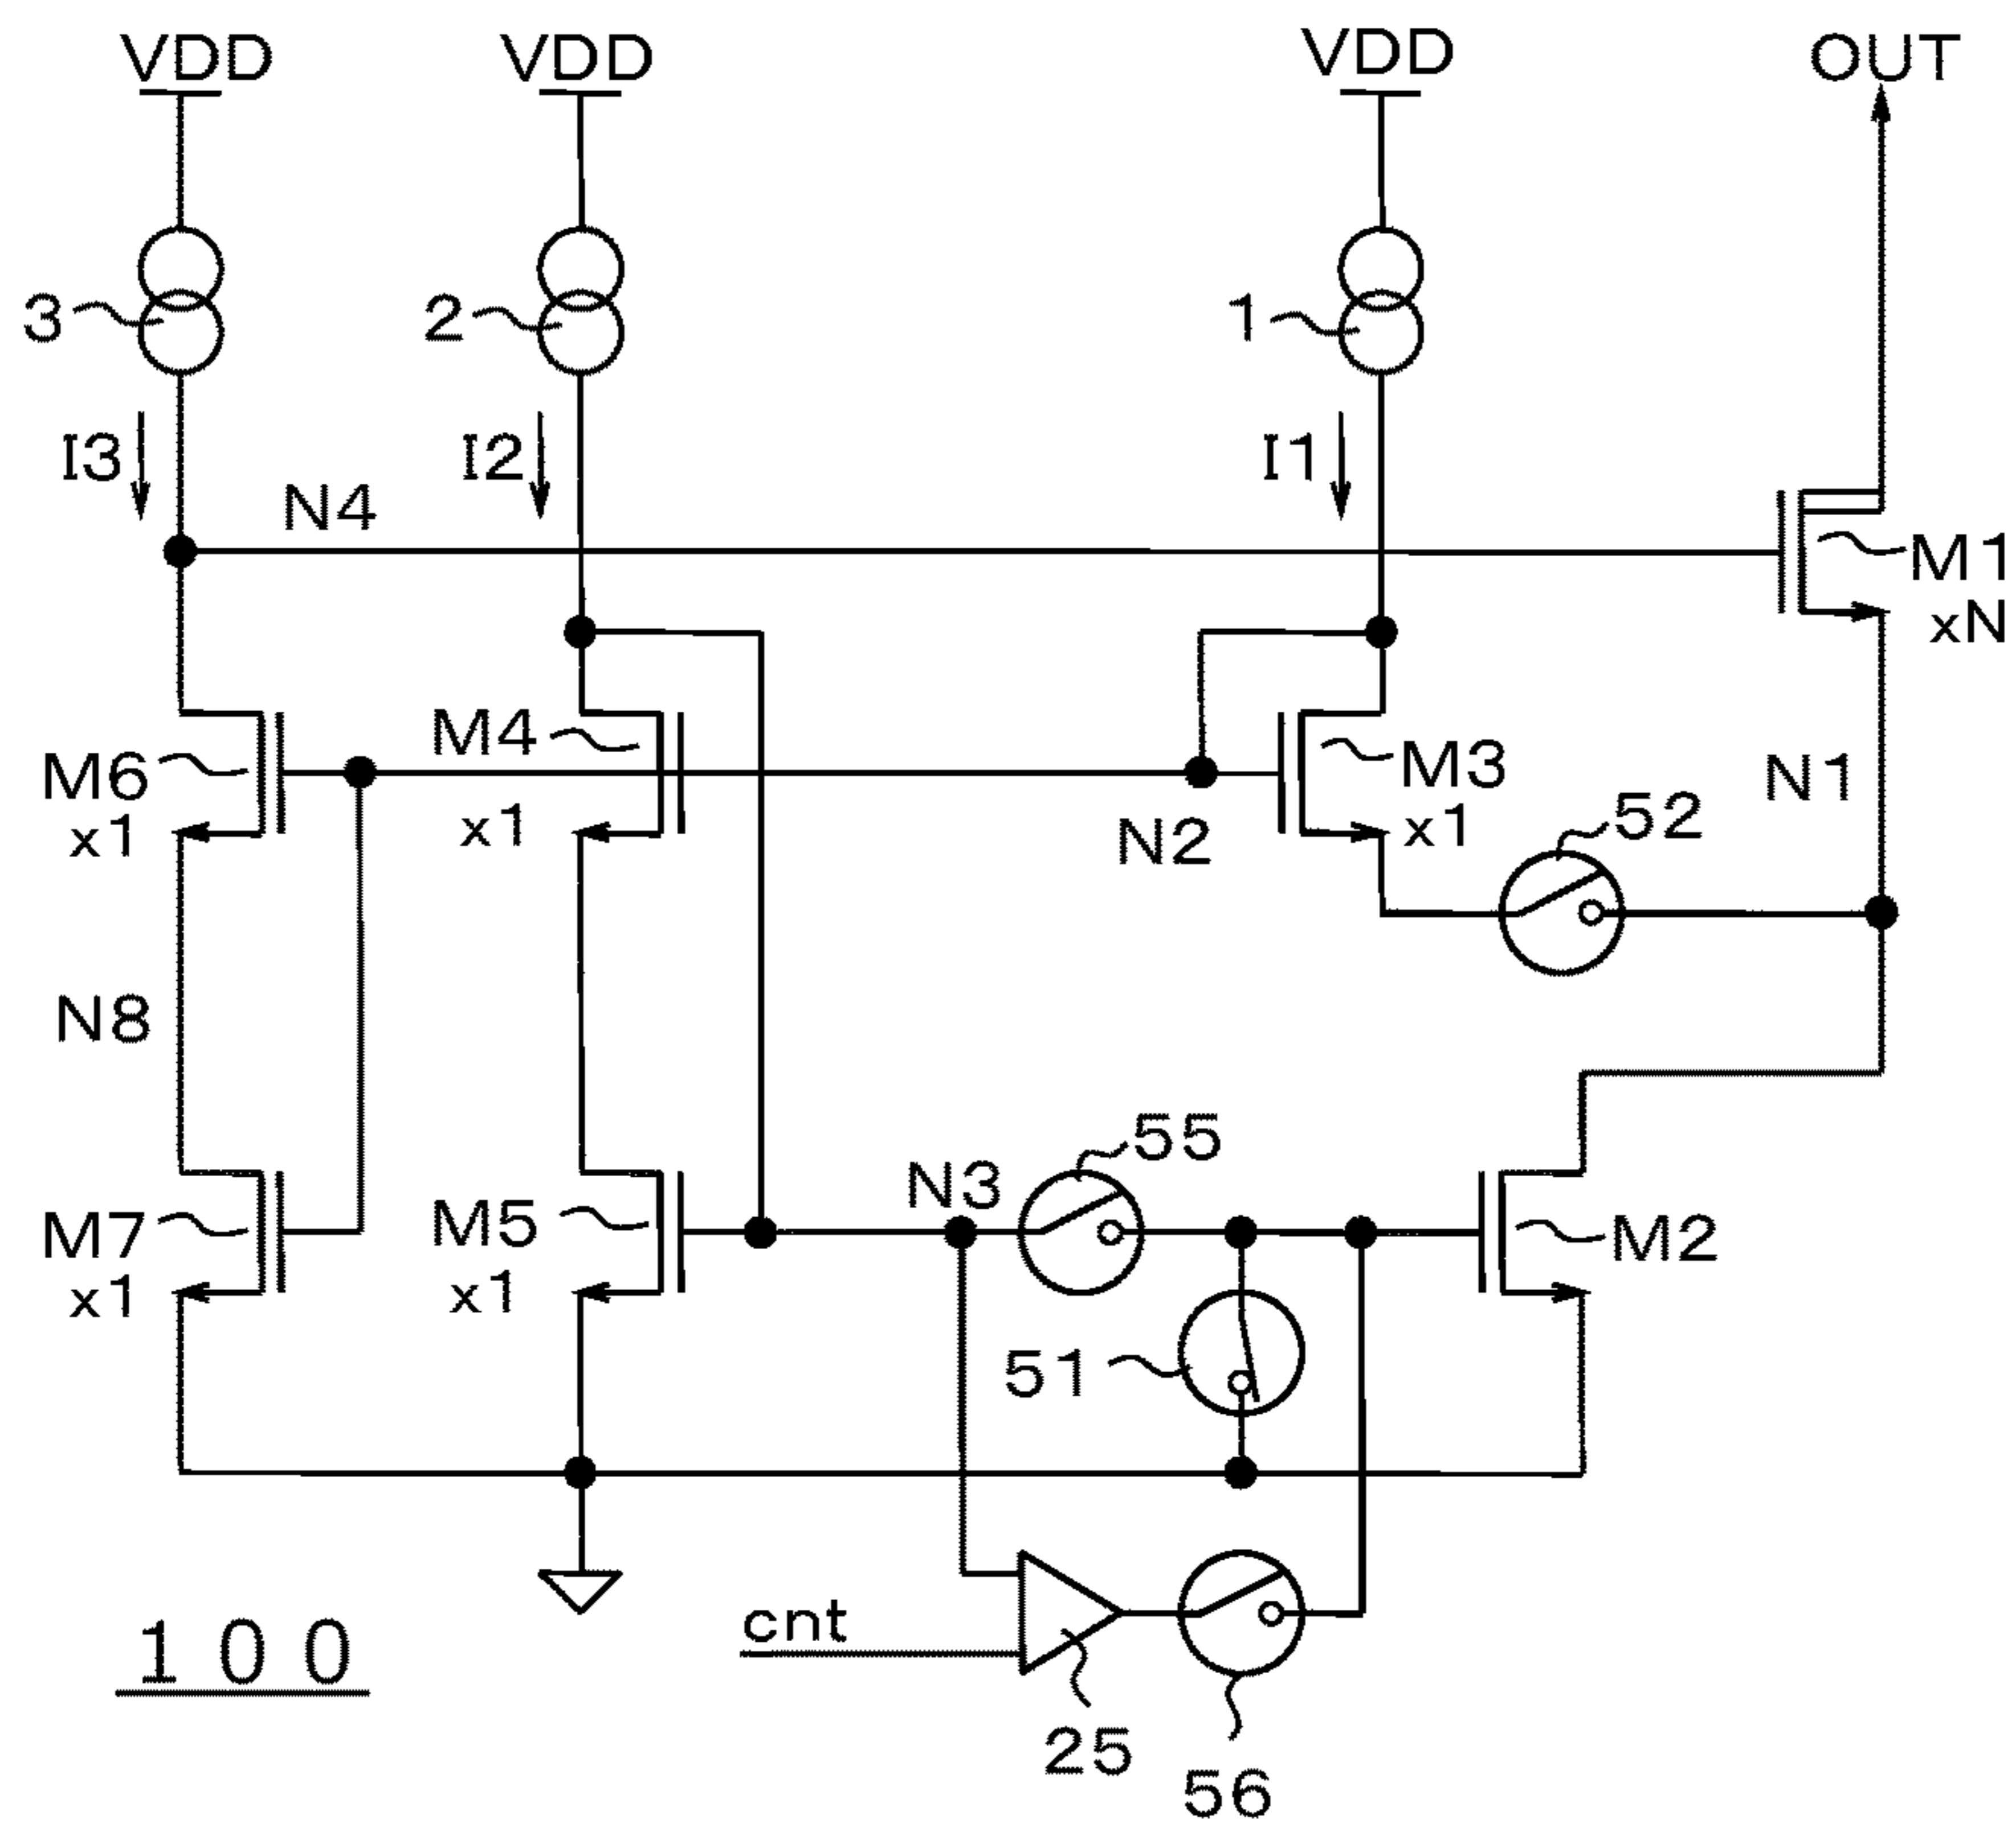 VDD VDD VDD OUT
3 2 1
I3 I2 I1
N4
M1
xN
M6 M4 M3 N1
x1 x1 N2 x1 52
N8
55
N3
M7 M5 M2
x1 x1
51
cnt
100
25
56